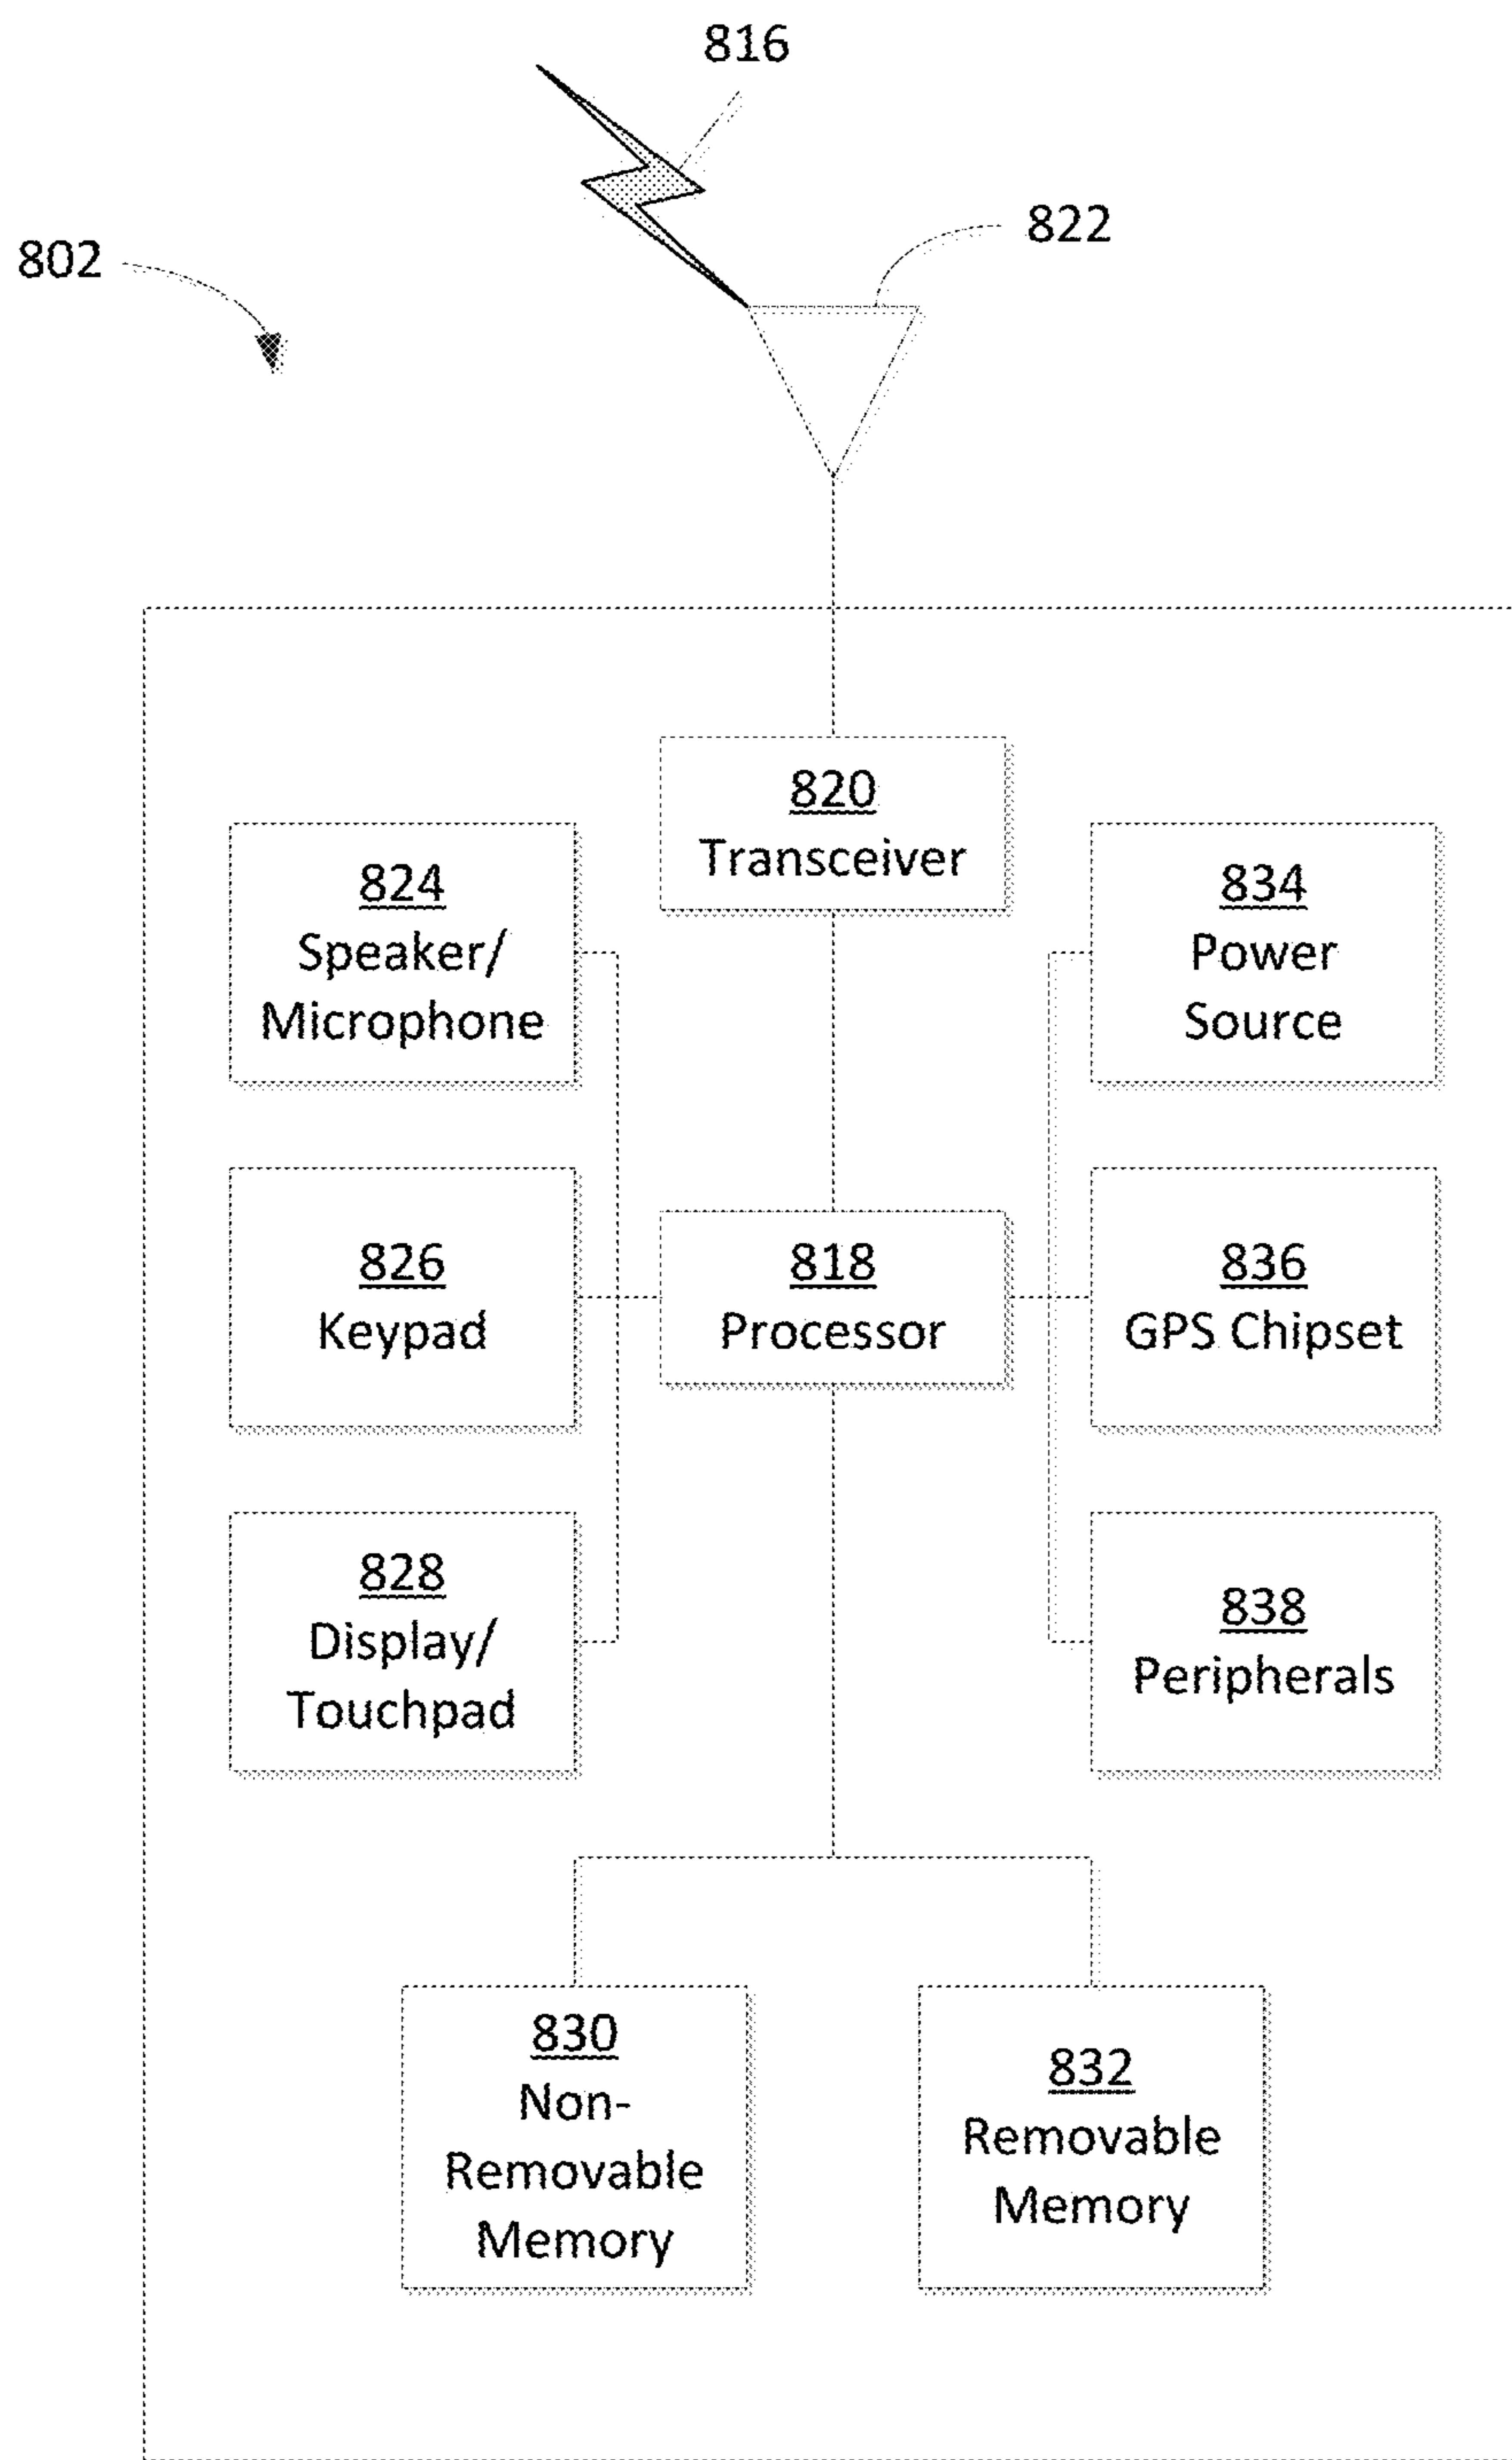 816
822
802
820
Transceiver
824
Speaker/
Microphone
834
Power
Source
826
Keypad
818
Processor
836
GPS Chipset
828
Display/
Touchpad
838
Peripherals
830
Non-
Removable
Memory
832
Removable
Memory